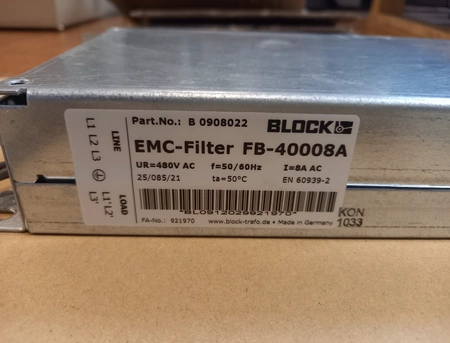 LINE
L1 L2 L3
LOAD
L1' L2'
L3'
Part.No.: B 0908022
BLOCK
EMC-Filter FB-40008A
UR=480V AC f=50/60Hz I=8A AC
25/085/21 ta=50°C EN 60939-2
*BL0912029921970*
FA-No.: 921970 www.block-trafo.de • Made in Germany
KON
1033